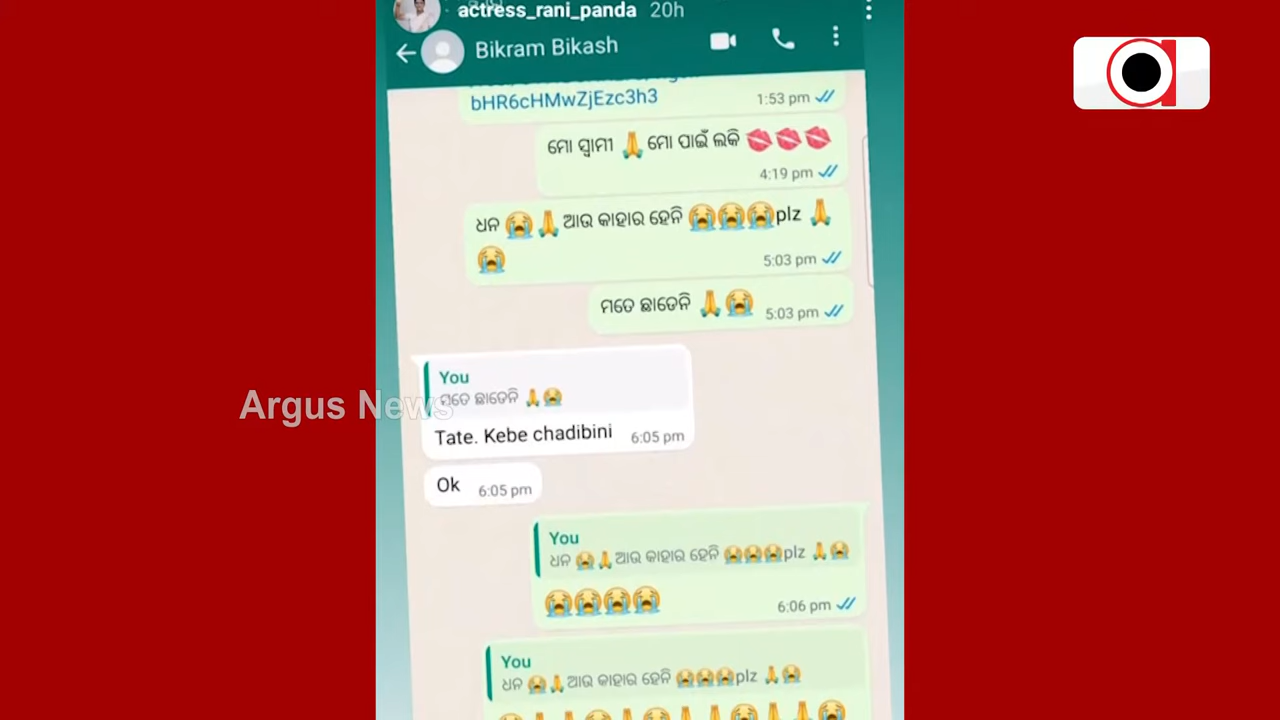 actress_rani_panda 20h
Bikram Bikash
bHR6cHMwZjEzc3h3
1:53 pm
ମୋ ସ୍ୱାମୀ 🙏 ମୋ ପାଇଁ ଲକି 💋💋💋
4:19 pm
ଧନ 😭🙏ଆଉ କାହାର ହେନି 😭😭😭plz 🙏
😭
5:03 pm
ମତେ ଛାଡେନି 🙏😭 5:03 pm
You
ମତେ ଛାଡେନି 🙏😭
Argus News
Tate. Kebe chadibini 6:05 pm
Ok 6:05 pm
You
ଧନ 😭🙏ଆଉ କାହାର ହେନି 😭😭😭plz 🙏😭
😭😭😭😭 6:06 pm
You
ଧନ 😭🙏ଆଉ କାହାର ହେନି 😭😭😭plz 🙏😭